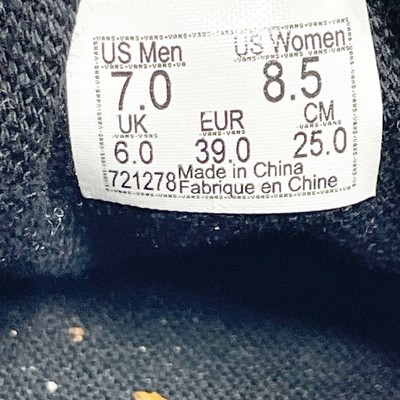 US Men US Women
7.0 8.5
UK EUR CM
6.0 39.0 25.0
721278 Made in China
Fabrique en Chine